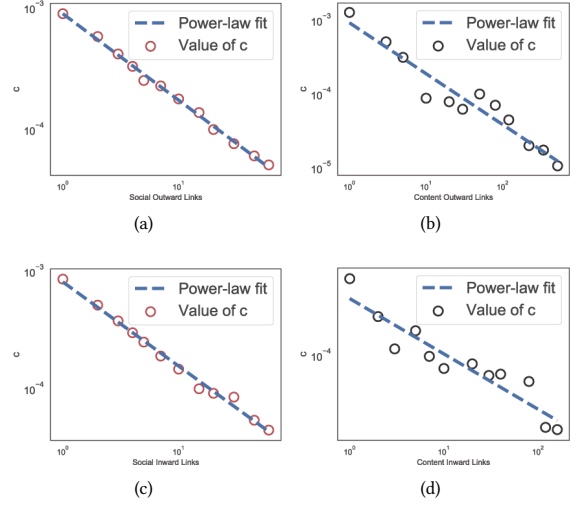 10⁻³
Power-law fit
Value of c
c
10⁻⁴
10⁰
10¹
Social Outward Links
(a)
10⁻³
Power-law fit
Value of c
c
10⁻⁴
10⁻⁵
10⁰
10¹
10²
Content Outward Links
(b)
10⁻³
Power-law fit
Value of c
c
10⁻⁴
10⁰
10¹
Social Inward Links
(c)
Power-law fit
Value of c
c
10⁻⁴
10⁰
10¹
10²
Content Inward Links
(d)